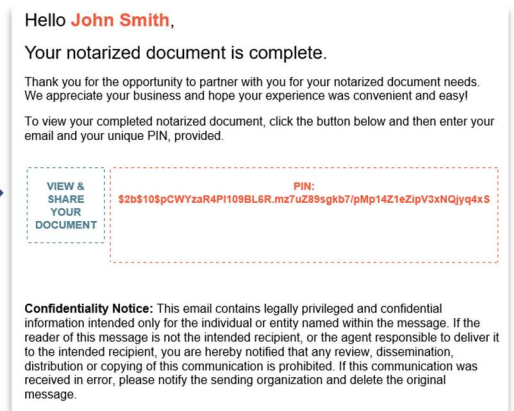 Hello John Smith,
Your notarized document is complete.
Thank you for the opportunity to partner with you for your notarized document needs.
We appreciate your business and hope your experience was convenient and easy!
To view your completed notarized document, click the button below and then enter your
email and your unique PIN, provided.
VIEW &
SHARE
YOUR
DOCUMENT
PIN:
$2b$10$pCWYzaR4PI109BL6R.mz7uZ89sgkb7/pMp14Z1eZipV3xNQjyq4xS
Confidentiality Notice: This email contains legally privileged and confidential
information intended only for the individual or entity named within the message. If the
reader of this message is not the intended recipient, or the agent responsible to deliver it
to the intended recipient, you are hereby notified that any review, dissemination,
distribution or copying of this communication is prohibited. If this communication was
received in error, please notify the sending organization and delete the original
message.